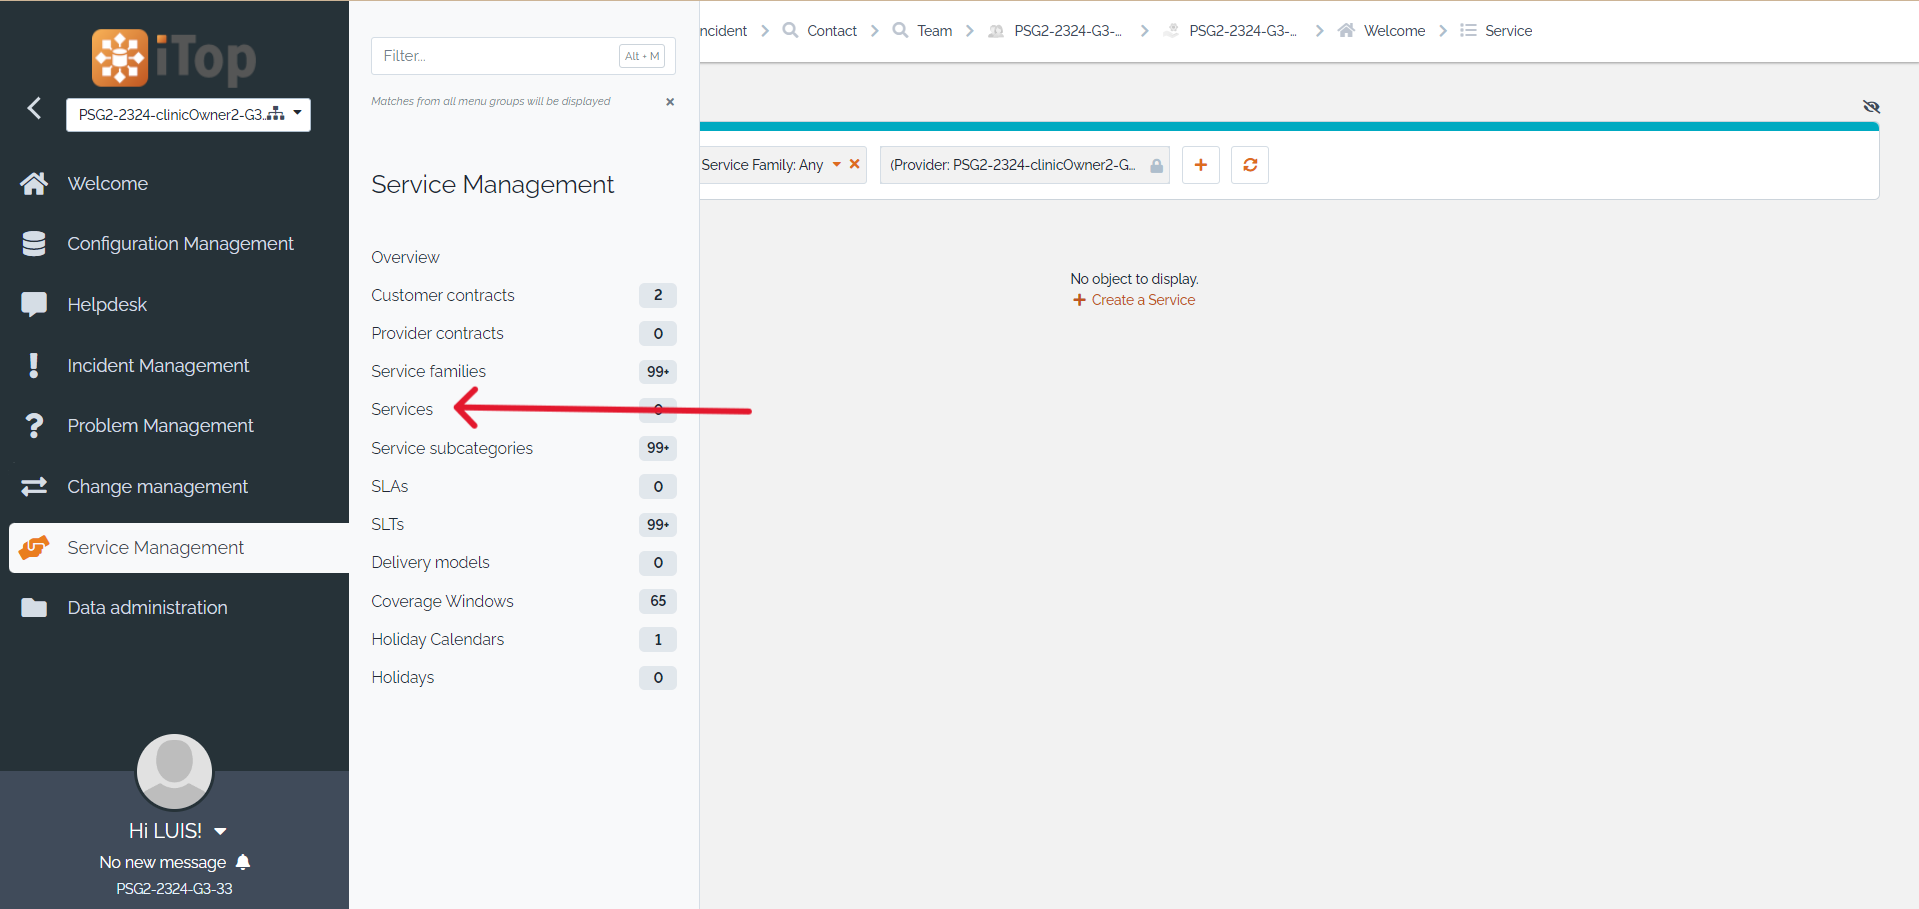 iTop
PSG2-2324-clinicOwner2-G3...
Welcome
Configuration Management
Helpdesk
Incident Management
Problem Management
Change management
Service Management
Data administration
Hi LUIS!
No new message
PSG2-2324-G3-33
Filter...
Alt + M
Matches from all menu groups will be displayed
Service Management
Overview
Customer contracts 2
Provider contracts 0
Service families 99+
Services 0
Service subcategories 99+
SLAs 0
SLTs 99+
Delivery models 0
Coverage Windows 65
Holiday Calendars 1
Holidays 0
ncident Contact Team PSG2-2324-G3-... PSG2-2324-G3-... Welcome Service
Service Family: Any (Provider: PSG2-2324-clinicOwner2-G...
No object to display.
Create a Service